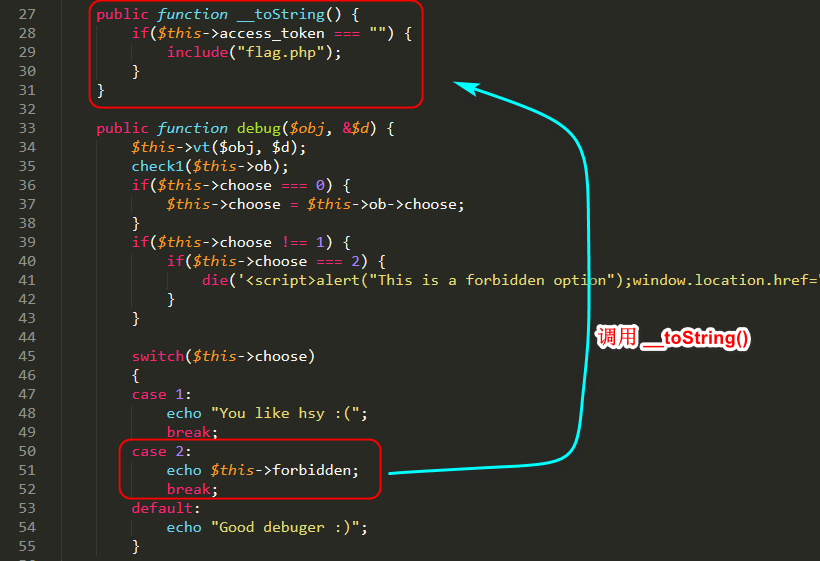 27 public function __toString() {
28 if($this->access_token === "") {
29 include("flag.php");
30 }
31 }
32
33 public function debug($obj, &$d) {
34 $this->vt($obj, $d);
35 check1($this->ob);
36 if($this->choose === 0) {
37 $this->choose = $this->ob->choose;
38 }
39 if($this->choose !== 1) {
40 if($this->choose === 2) {
41 die('<script>alert("This is a forbidden option");window.location.href="
42 }
43 }
44
调用 __toString()
45 switch($this->choose)
46 {
47 case 1:
48 echo "You like hsy :(";
49 break;
50 case 2:
51 echo $this->forbidden;
52 break;
53 default:
54 echo "Good debuger :)";
55 }